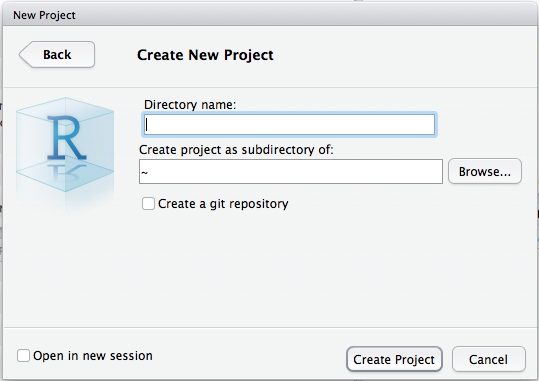 New Project
Back
Create New Project
R
Directory name:
Create project as subdirectory of:
~
Browse...
Create a git repository
Open in new session
Create Project
Cancel